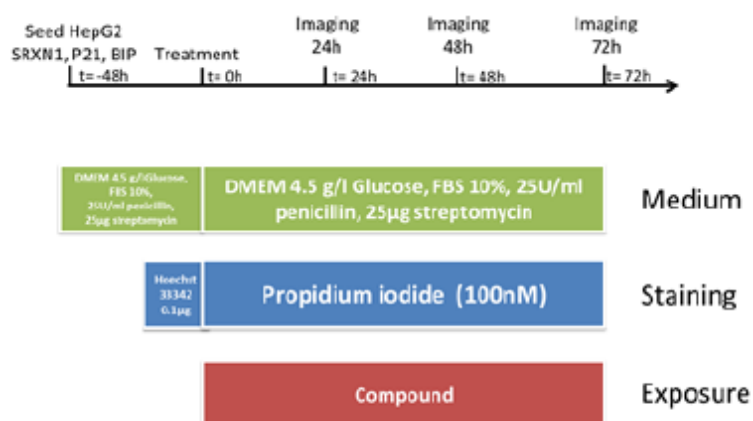 Seed HepG2
SRXN1, P21, BIP
Treatment
Imaging
24h
Imaging
48h
Imaging
72h
t= -48h
t= 0h
t= 24h
t= 48h
t= 72h
DMEM 4.5 g/l Glucose,
FBS 10%,
25U/ml penicillin,
25µg streptomycin
DMEM 4.5 g/l Glucose, FBS 10%, 25U/ml
penicillin, 25µg streptomycin
Medium
Hoechst
33342
0.1µg
Propidium iodide (100nM)
Staining
Compound
Exposure